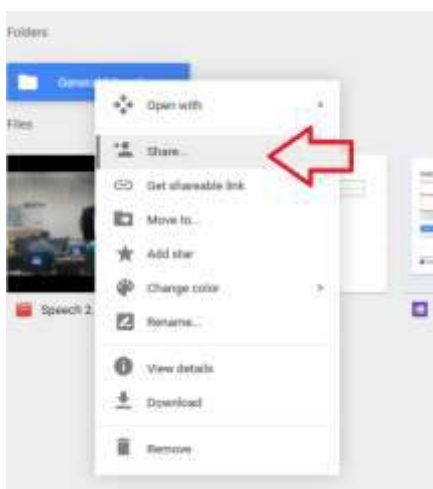 Folders
Files
Open with
Share...
Get shareable link
Move to...
Add star
Change color
Rename...
View details
Download
Remove
Speech 2